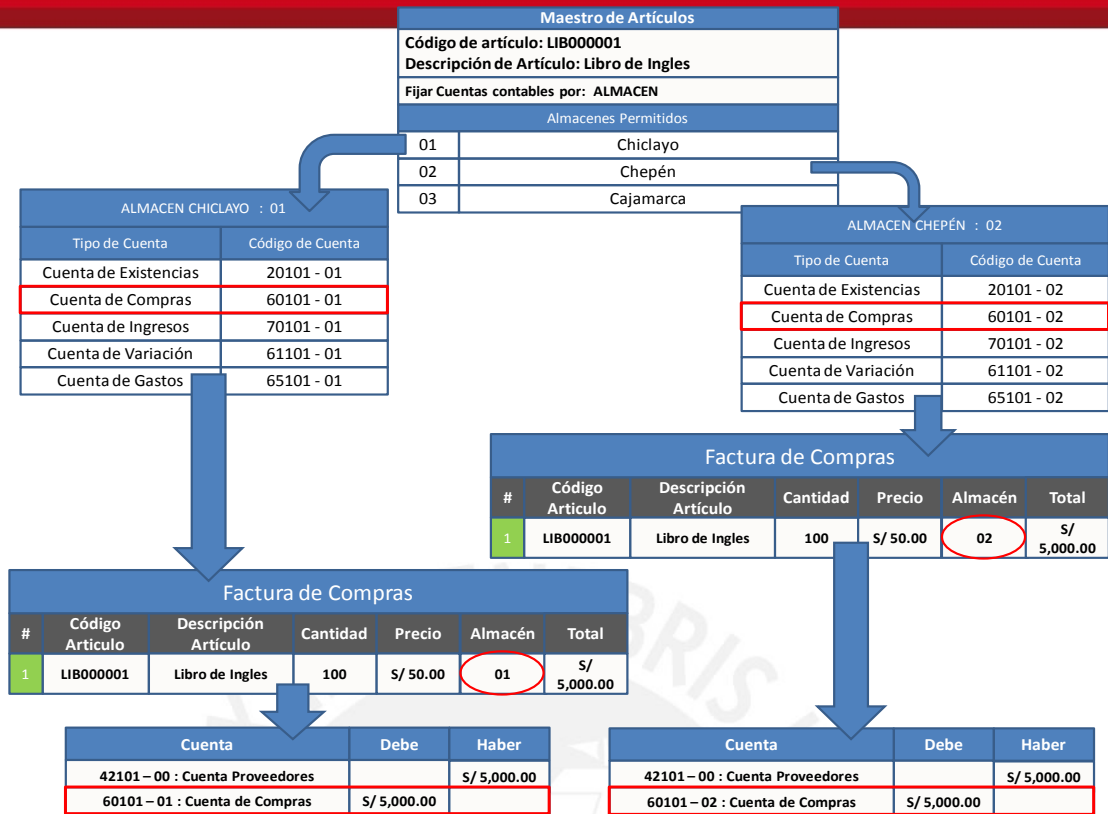 Maestro de Artículos
Código de artículo: LIB000001
Descripción de Artículo: Libro de Ingles
Fijar Cuentas contables por: ALMACEN
Almacenes Permitidos
01 Chiclayo
02 Chepén
03 Cajamarca
ALMACEN CHICLAYO : 01
Tipo de Cuenta Código de Cuenta
Cuenta de Existencias 20101 - 01
Cuenta de Compras 60101 - 01
Cuenta de Ingresos 70101 - 01
Cuenta de Variación 61101 - 01
Cuenta de Gastos 65101 - 01
ALMACEN CHEPÉN : 02
Tipo de Cuenta Código de Cuenta
Cuenta de Existencias 20101 - 02
Cuenta de Compras 60101 - 02
Cuenta de Ingresos 70101 - 02
Cuenta de Variación 61101 - 02
Cuenta de Gastos 65101 - 02
Factura de Compras
# Código Articulo Descripción Artículo Cantidad Precio Almacén Total
1 LIB000001 Libro de Ingles 100 S/ 50.00 02 S/ 5,000.00
Factura de Compras
# Código Articulo Descripción Artículo Cantidad Precio Almacén Total
1 LIB000001 Libro de Ingles 100 S/ 50.00 01 S/ 5,000.00
Cuenta Debe Haber
42101 – 00 : Cuenta Proveedores S/ 5,000.00
60101 – 01 : Cuenta de Compras S/ 5,000.00
Cuenta Debe Haber
42101 – 00 : Cuenta Proveedores S/ 5,000.00
60101 – 02 : Cuenta de Compras S/ 5,000.00